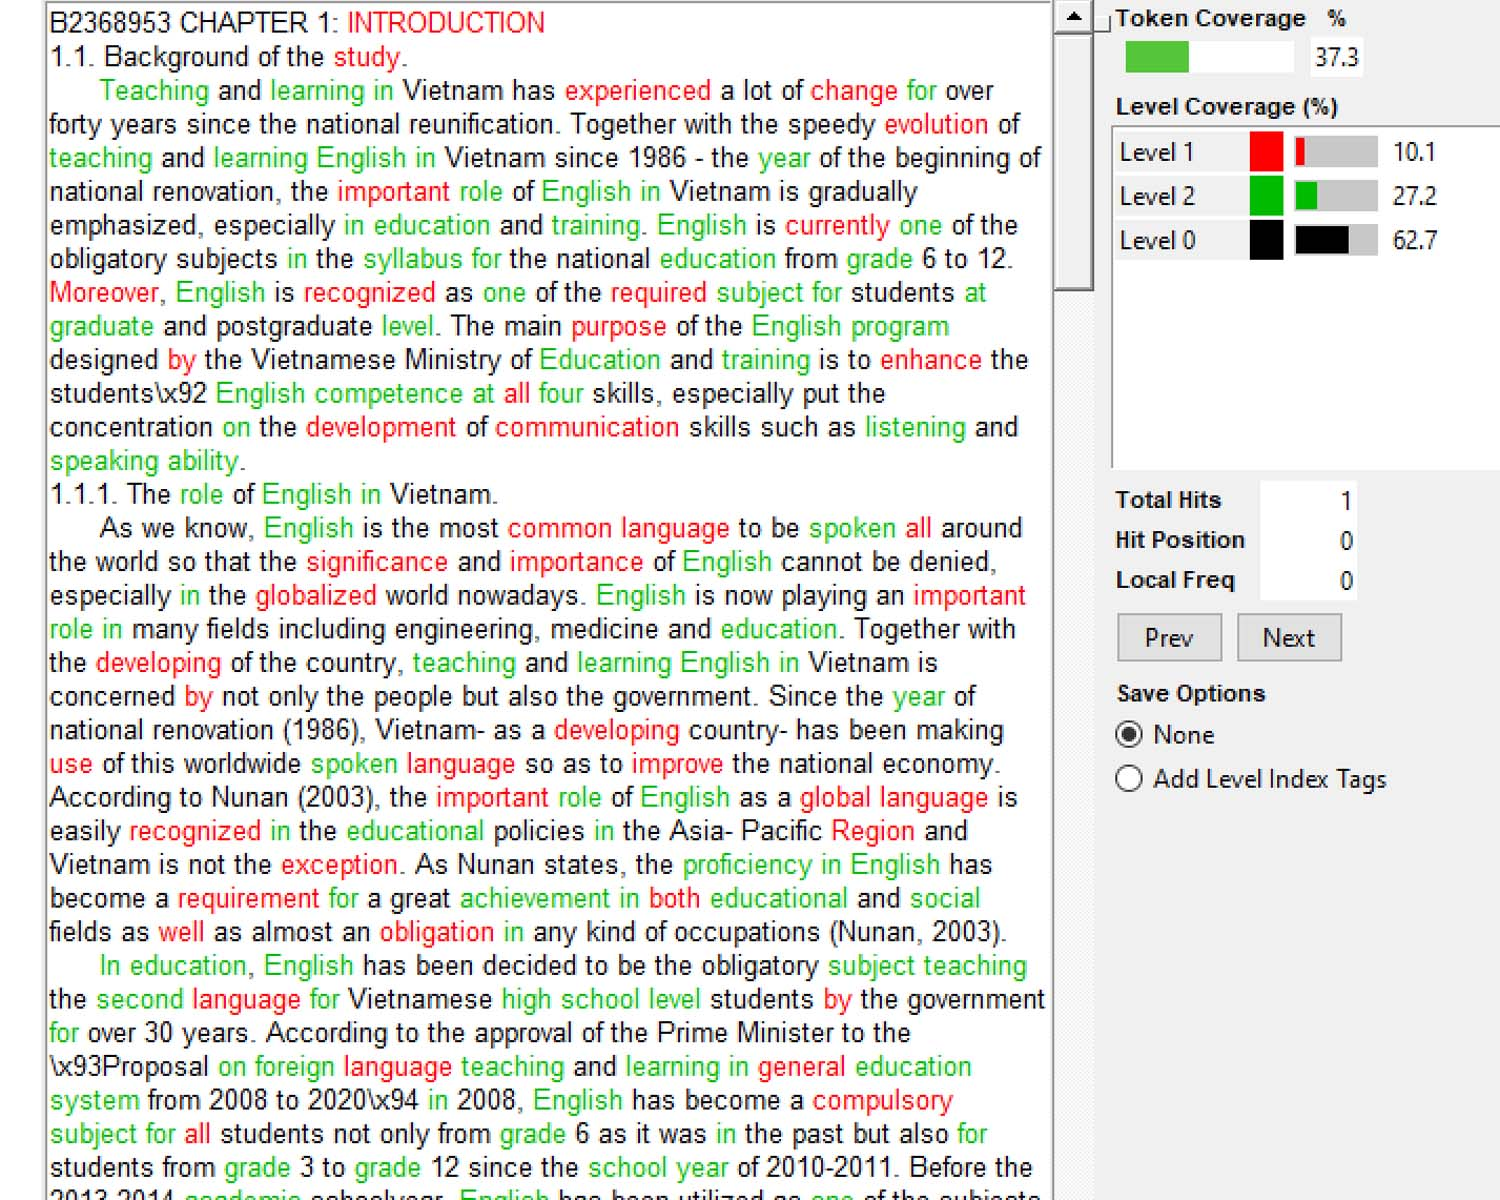 B2368953 CHAPTER 1: INTRODUCTION
1.1. Background of the study.
Teaching and learning in Vietnam has experienced a lot of change for over
forty years since the national reunification. Together with the speedy evolution of
teaching and learning English in Vietnam since 1986 - the year of the beginning of
national renovation, the important role of English in Vietnam is gradually
emphasized, especially in education and training. English is currently one of the
obligatory subjects in the syllabus for the national education from grade 6 to 12.
Moreover, English is recognized as one of the required subject for students at
graduate and postgraduate level. The main purpose of the English program
designed by the Vietnamese Ministry of Education and training is to enhance the
students\x92 English competence at all four skills, especially put the
concentration on the development of communication skills such as listening and
speaking ability.
1.1.1. The role of English in Vietnam.
As we know, English is the most common language to be spoken all around
the world so that the significance and importance of English cannot be denied,
especially in the globalized world nowadays. English is now playing an important
role in many fields including engineering, medicine and education. Together with
the developing of the country, teaching and learning English in Vietnam is
concerned by not only the people but also the government. Since the year of
national renovation (1986), Vietnam- as a developing country- has been making
use of this worldwide spoken language so as to improve the national economy.
According to Nunan (2003), the important role of English as a global language is
easily recognized in the educational policies in the Asia- Pacific Region and
Vietnam is not the exception. As Nunan states, the proficiency in English has
become a requirement for a great achievement in both educational and social
fields as well as almost an obligation in any kind of occupations (Nunan, 2003).
In education, English has been decided to be the obligatory subject teaching
the second language for Vietnamese high school level students by the government
for over 30 years. According to the approval of the Prime Minister to the
\x93Proposal on foreign language teaching and learning in general education
system from 2008 to 2020\x94 in 2008, English has become a compulsory
subject for all students not only from grade 6 as it was in the past but also for
students from grade 3 to grade 12 since the school year of 2010-2011. Before the
2013-2014 academic schoolyear, English has been utilized as one of the subjects
Token Coverage %
37.3
Level Coverage (%)
Level 1 10.1
Level 2 27.2
Level 0 62.7
Total Hits 1
Hit Position 0
Local Freq 0
Prev Next
Save Options
None
Add Level Index Tags